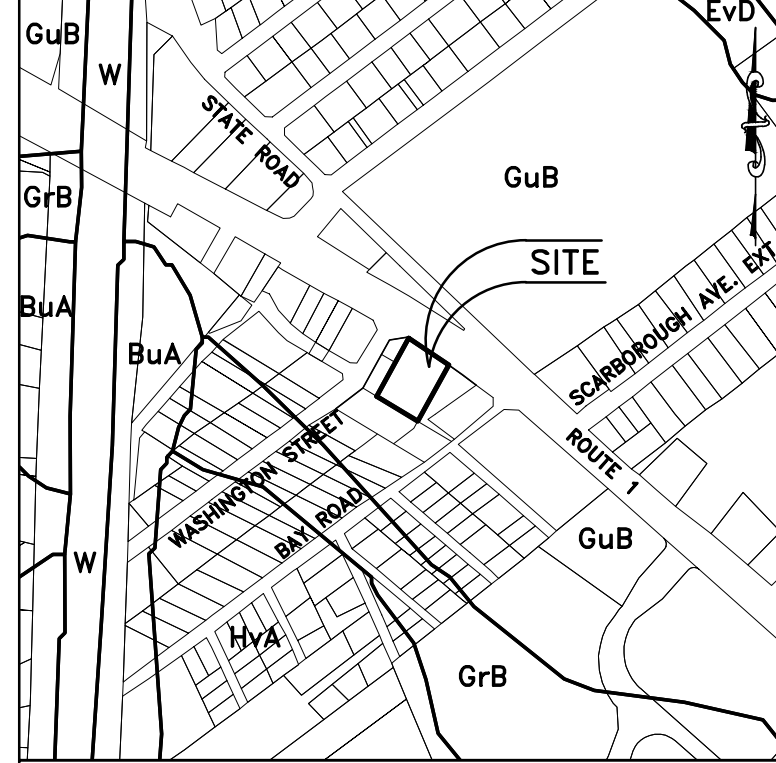 EvD
GuB
W
STATE ROAD
GuB
GrB
SITE
SCARBOROUGH AVE. EXT
BuA
BuA
WASHINGTON STREET
ROUTE 1
BAY ROAD
GuB
W
HvA
GrB